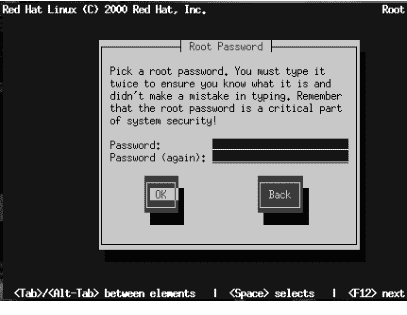 Red Hat Linux (C) 2000 Red Hat, Inc. Root
Root Password
Pick a root password. You must type it
twice to ensure you know what it is and
didn't make a mistake in typing. Remember
that the root password is a critical part
of system security!
Password:
Password (again):
OK Back
<Tab>/<Alt-Tab> between elements | <Space> selects | <F12> next